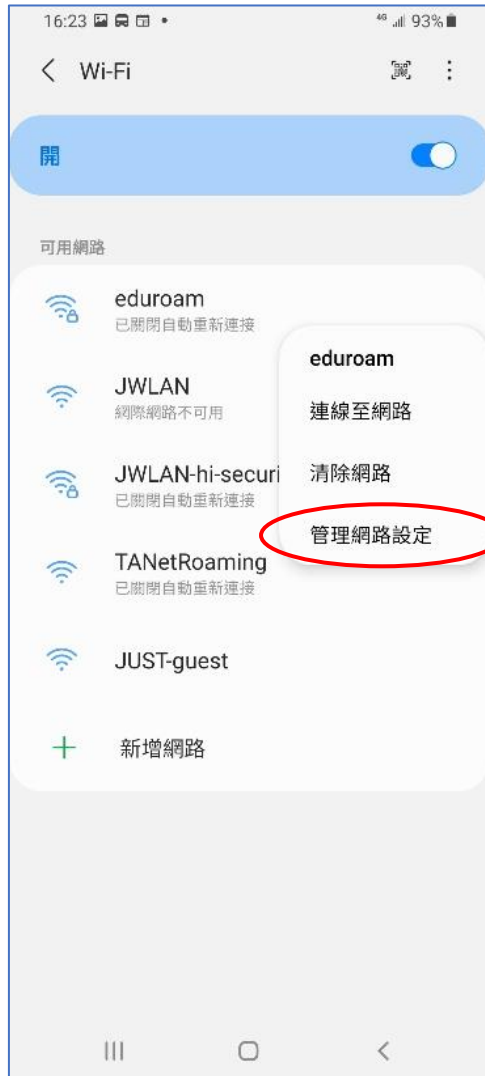 16:23
4G 93%
Wi-Fi
開
可用網路
eduroam
已關閉自動重新連接
JWLAN
網際網路不可用
JWLAN-hi-securi
已關閉自動重新連接
TANetRoaming
已關閉自動重新連接
JUST-guest
新增網路
eduroam
連線至網路
清除網路
管理網路設定